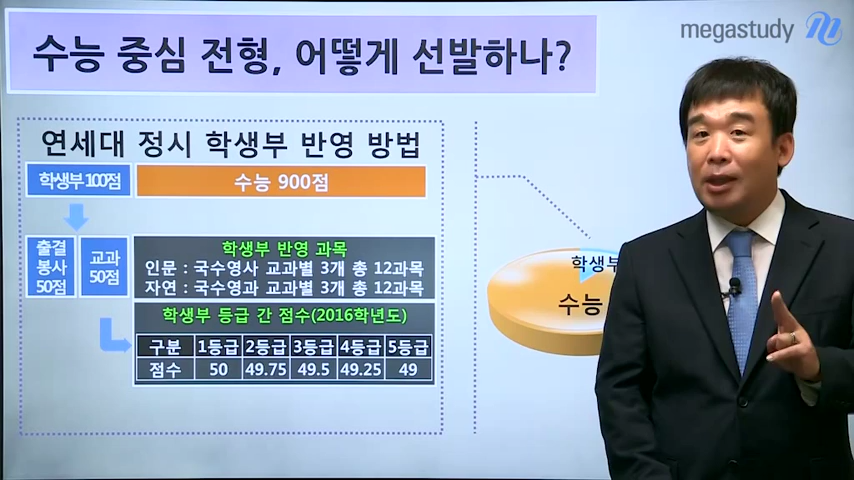 수능 중심 전형, 어떻게 선발하나?
megastudy
연세대 정시 학생부 반영 방법
학생부 100점
수능 900점
출결
봉사
50점
교과
50점
학생부 반영 과목
인문 : 국수영사 교과별 3개 총 12과목
자연 : 국수영과 교과별 3개 총 12과목
학생부 등급 간 점수(2016학년도)
구분 1등급 2등급 3등급 4등급 5등급
점수 50 49.75 49.5 49.25 49
학생부
수능